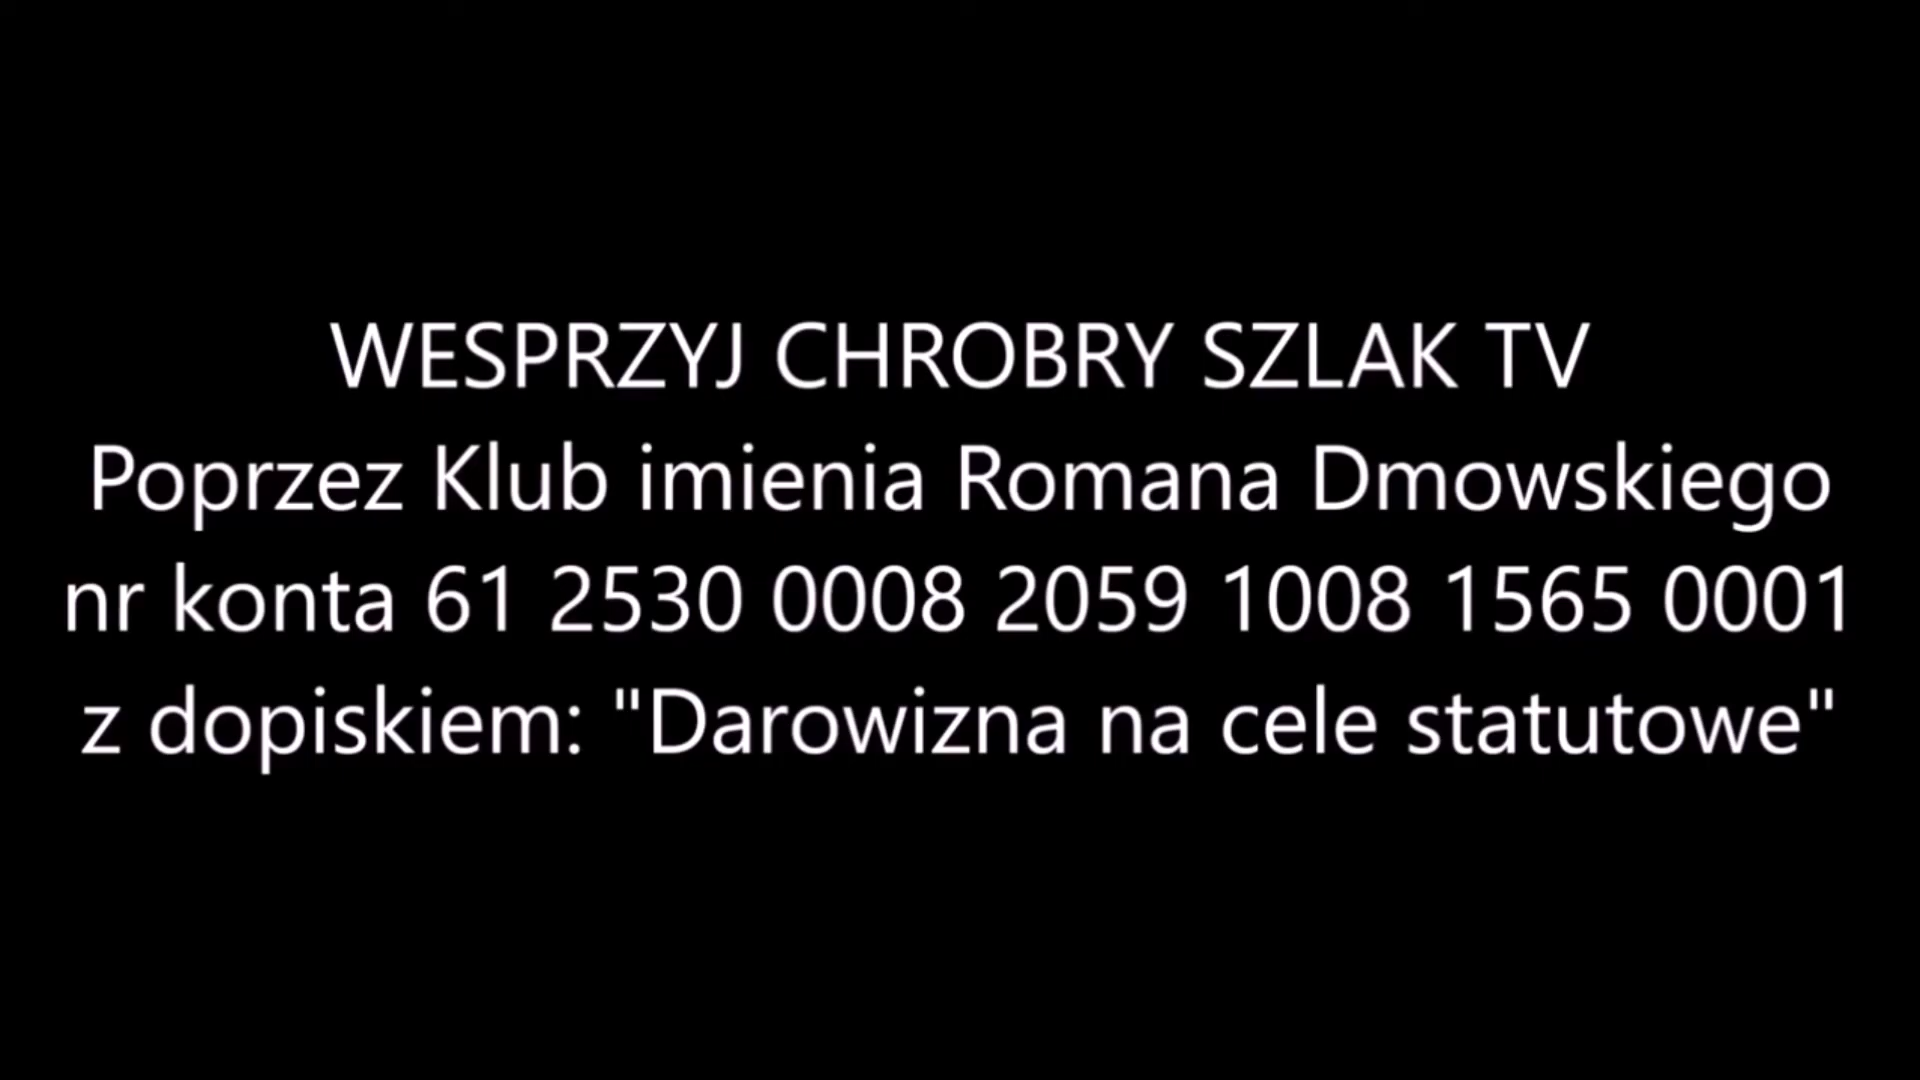 WESPRZYJ CHROBRY SZLAK TV
Poprzez Klub imienia Romana Dmowskiego
nr konta 61 2530 0008 2059 1008 1565 0001
z dopiskiem: "Darowizna na cele statutowe"